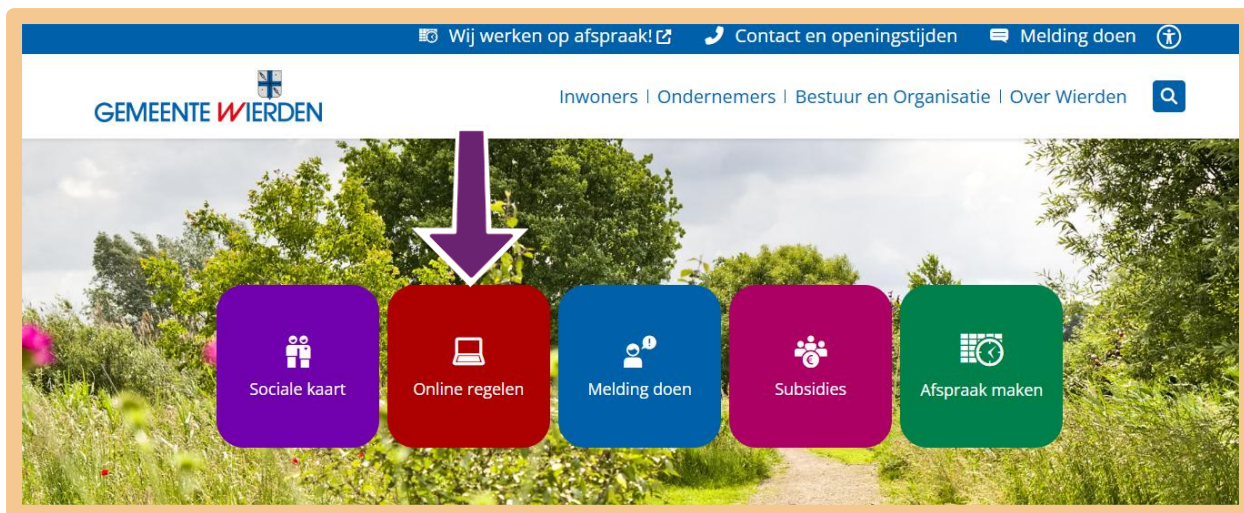 Wij werken op afspraak! Contact en openingstijden Melding doen
GEMEENTE WIERDEN
Inwoners | Ondernemers | Bestuur en Organisatie | Over Wierden
Sociale kaart
Online regelen
Melding doen
Subsidies
Afspraak maken